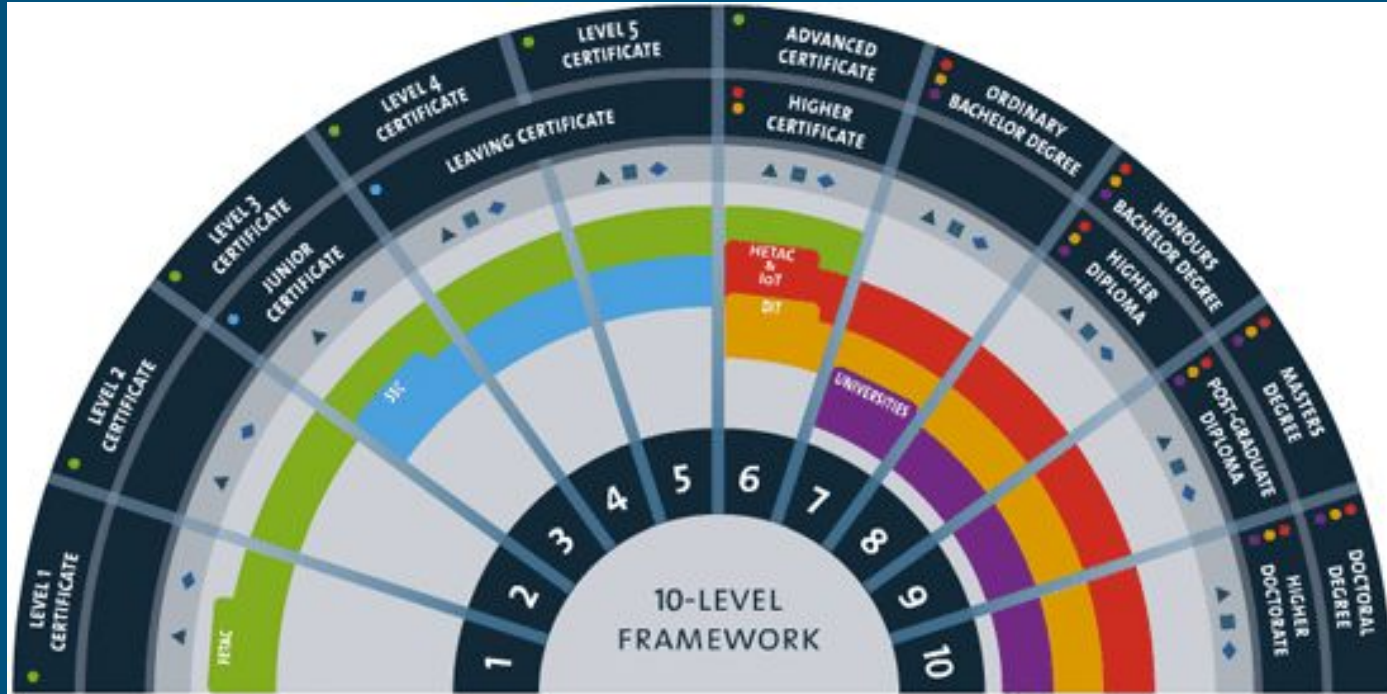 LEVEL 1
CERTIFICATE
LEVEL 2
CERTIFICATE
LEVEL 3
CERTIFICATE
LEVEL 4
CERTIFICATE
LEVEL 5
CERTIFICATE
ADVANCED
CERTIFICATE
ORDINARY
BACHELOR DEGREE
HONOURS
BACHELOR DEGREE
MASTERS
DEGREE
DOCTORAL
DEGREE
JUNIOR
CERTIFICATE
LEAVING CERTIFICATE
HIGHER
CERTIFICATE
HIGHER
DIPLOMA
POST-GRADUATE
DIPLOMA
HIGHER
DOCTORATE
FETAC
SEC
HETAC
&
IoT
DIT
UNIVERSITIES
1
2
3
4
5
6
7
8
9
10
10-LEVEL
FRAMEWORK